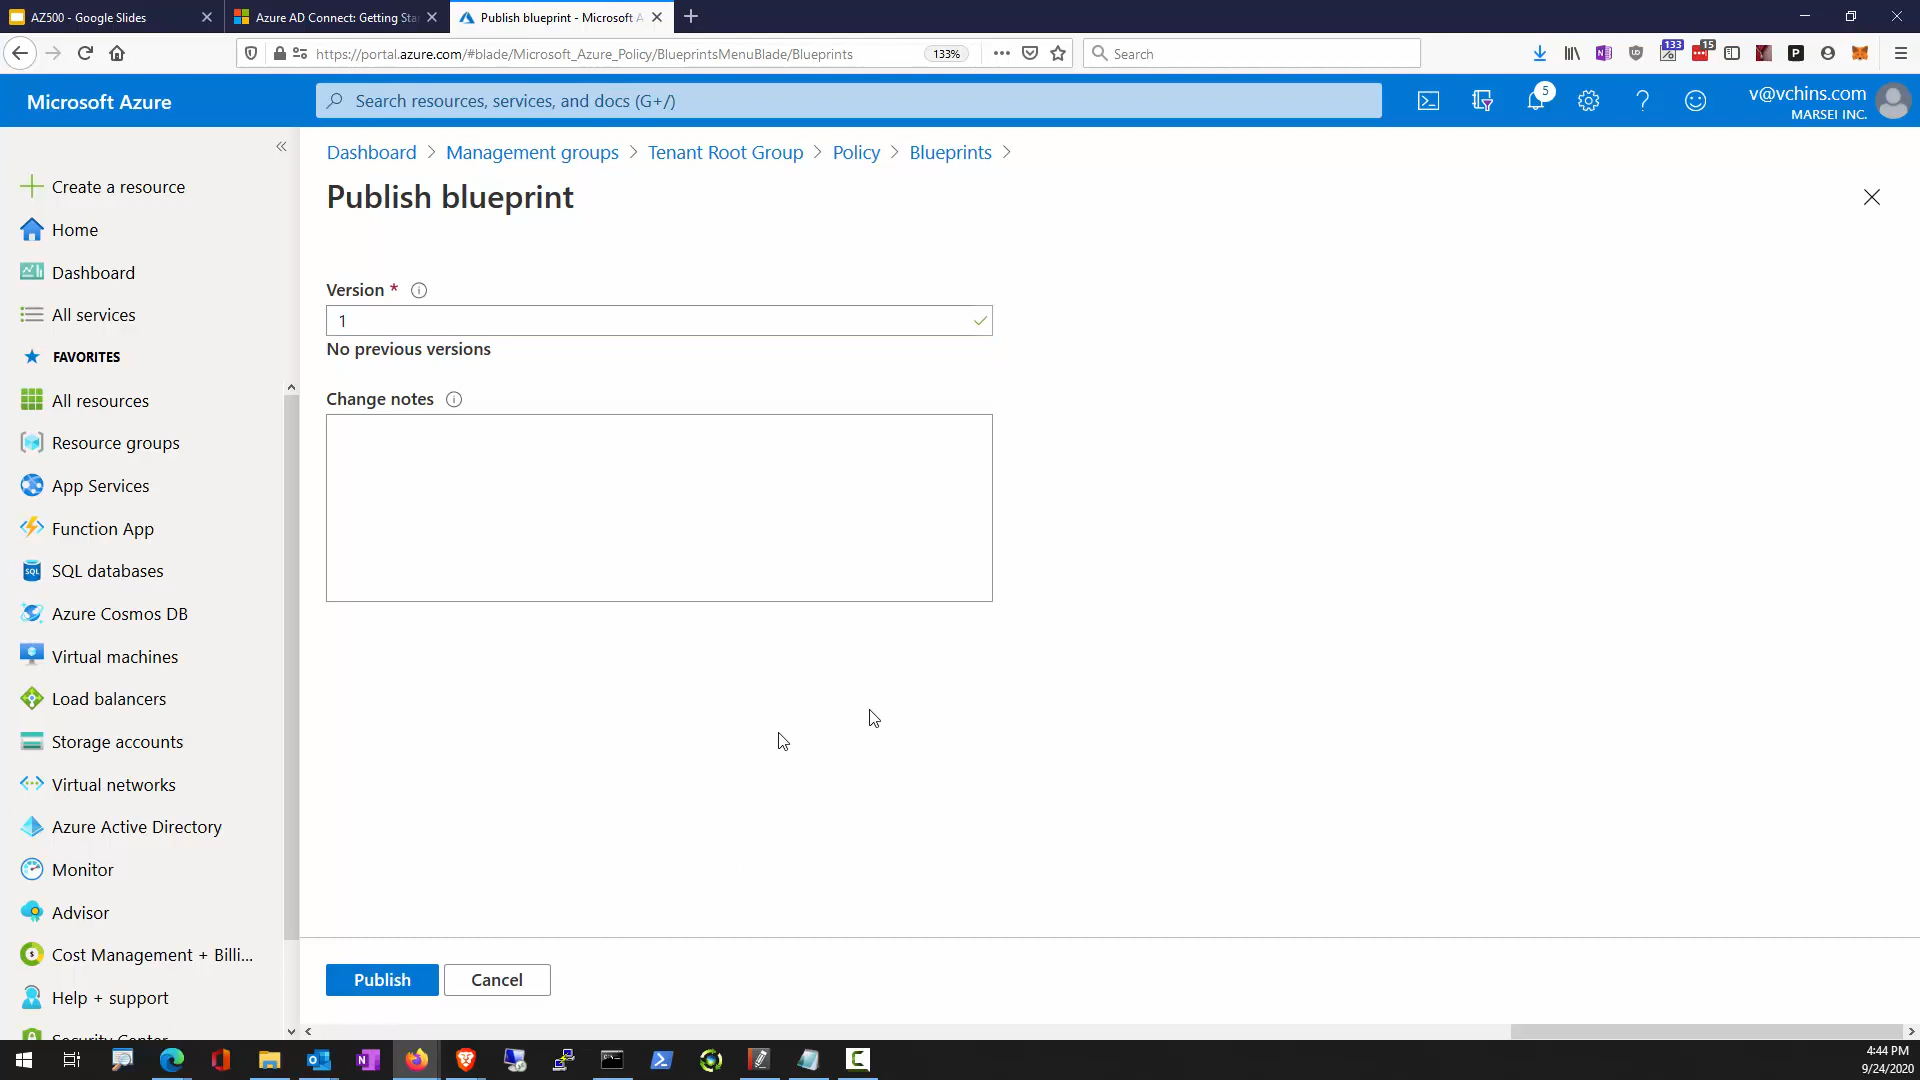 AZ500 - Google Slides
Azure AD Connect: Getting Sta
Publish blueprint - Microsoft A
https://portal.azure.com/#blade/Microsoft_Azure_Policy/BlueprintsMenuBlade/Blueprints
133%
Search
133
15
Microsoft Azure
Search resources, services, and docs (G+/)
5
v@vchins.com
MARSEI INC.
Dashboard > Management groups > Tenant Root Group > Policy > Blueprints >
Publish blueprint
Create a resource
Home
Dashboard
All services
FAVORITES
All resources
Resource groups
App Services
Function App
SQL databases
Azure Cosmos DB
Virtual machines
Load balancers
Storage accounts
Virtual networks
Azure Active Directory
Monitor
Advisor
Cost Management + Billi...
Help + support
Security Center
Version *
1
No previous versions
Change notes
Publish
Cancel
4:44 PM
9/24/2020